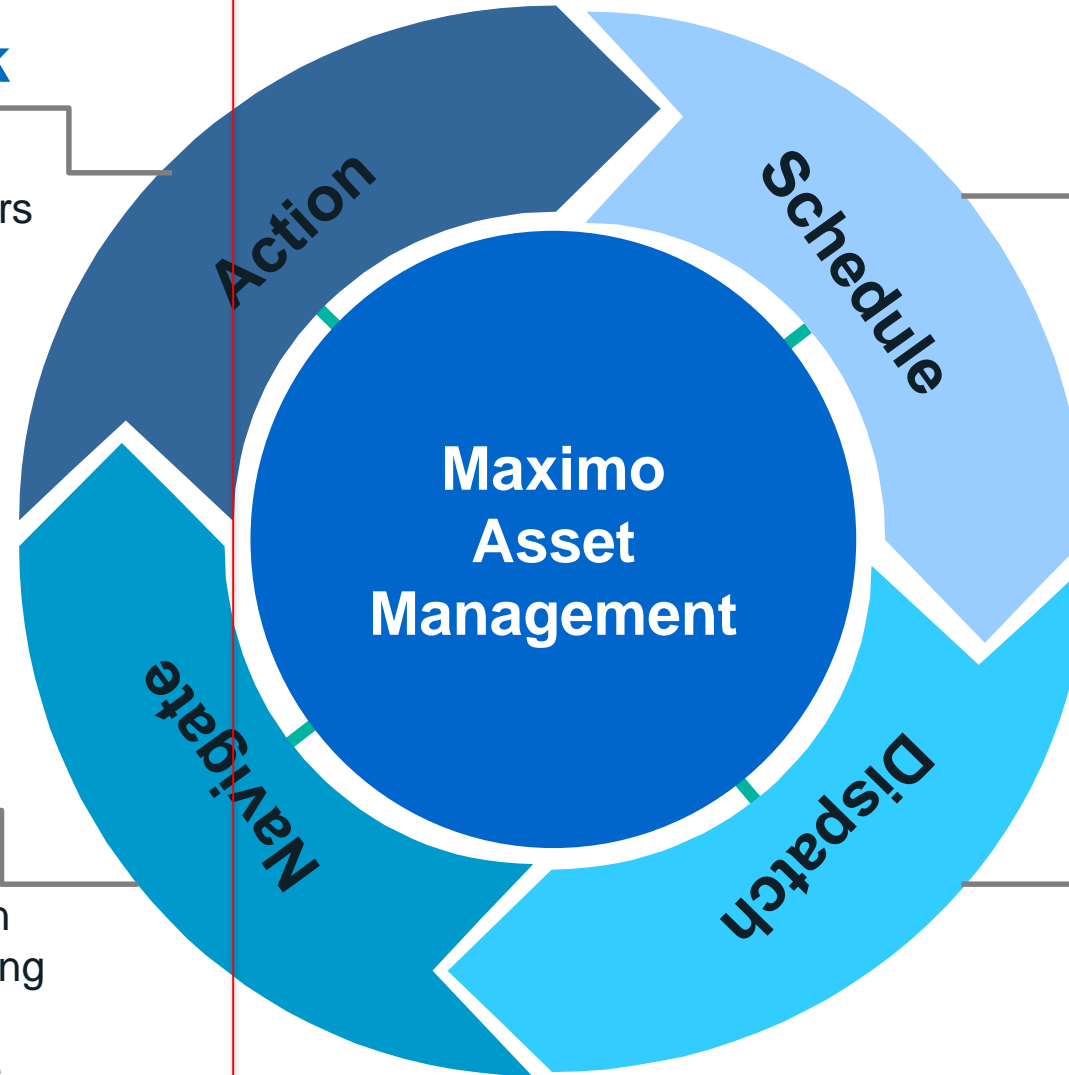 Action
Schedule
Maximo
Asset
Management
Navigate
Dispatch